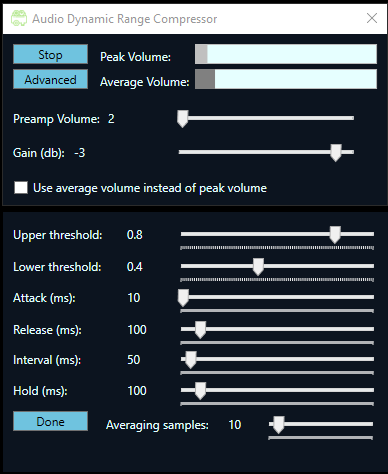 Audio Dynamic Range Compressor
Stop Peak Volume:
Advanced Average Volume:
Preamp Volume: 2
Gain (db): -3
Use average volume instead of peak volume
Upper threshold: 0.8
Lower threshold: 0.4
Attack (ms): 10
Release (ms): 100
Interval (ms): 50
Hold (ms): 100
Done Averaging samples: 10